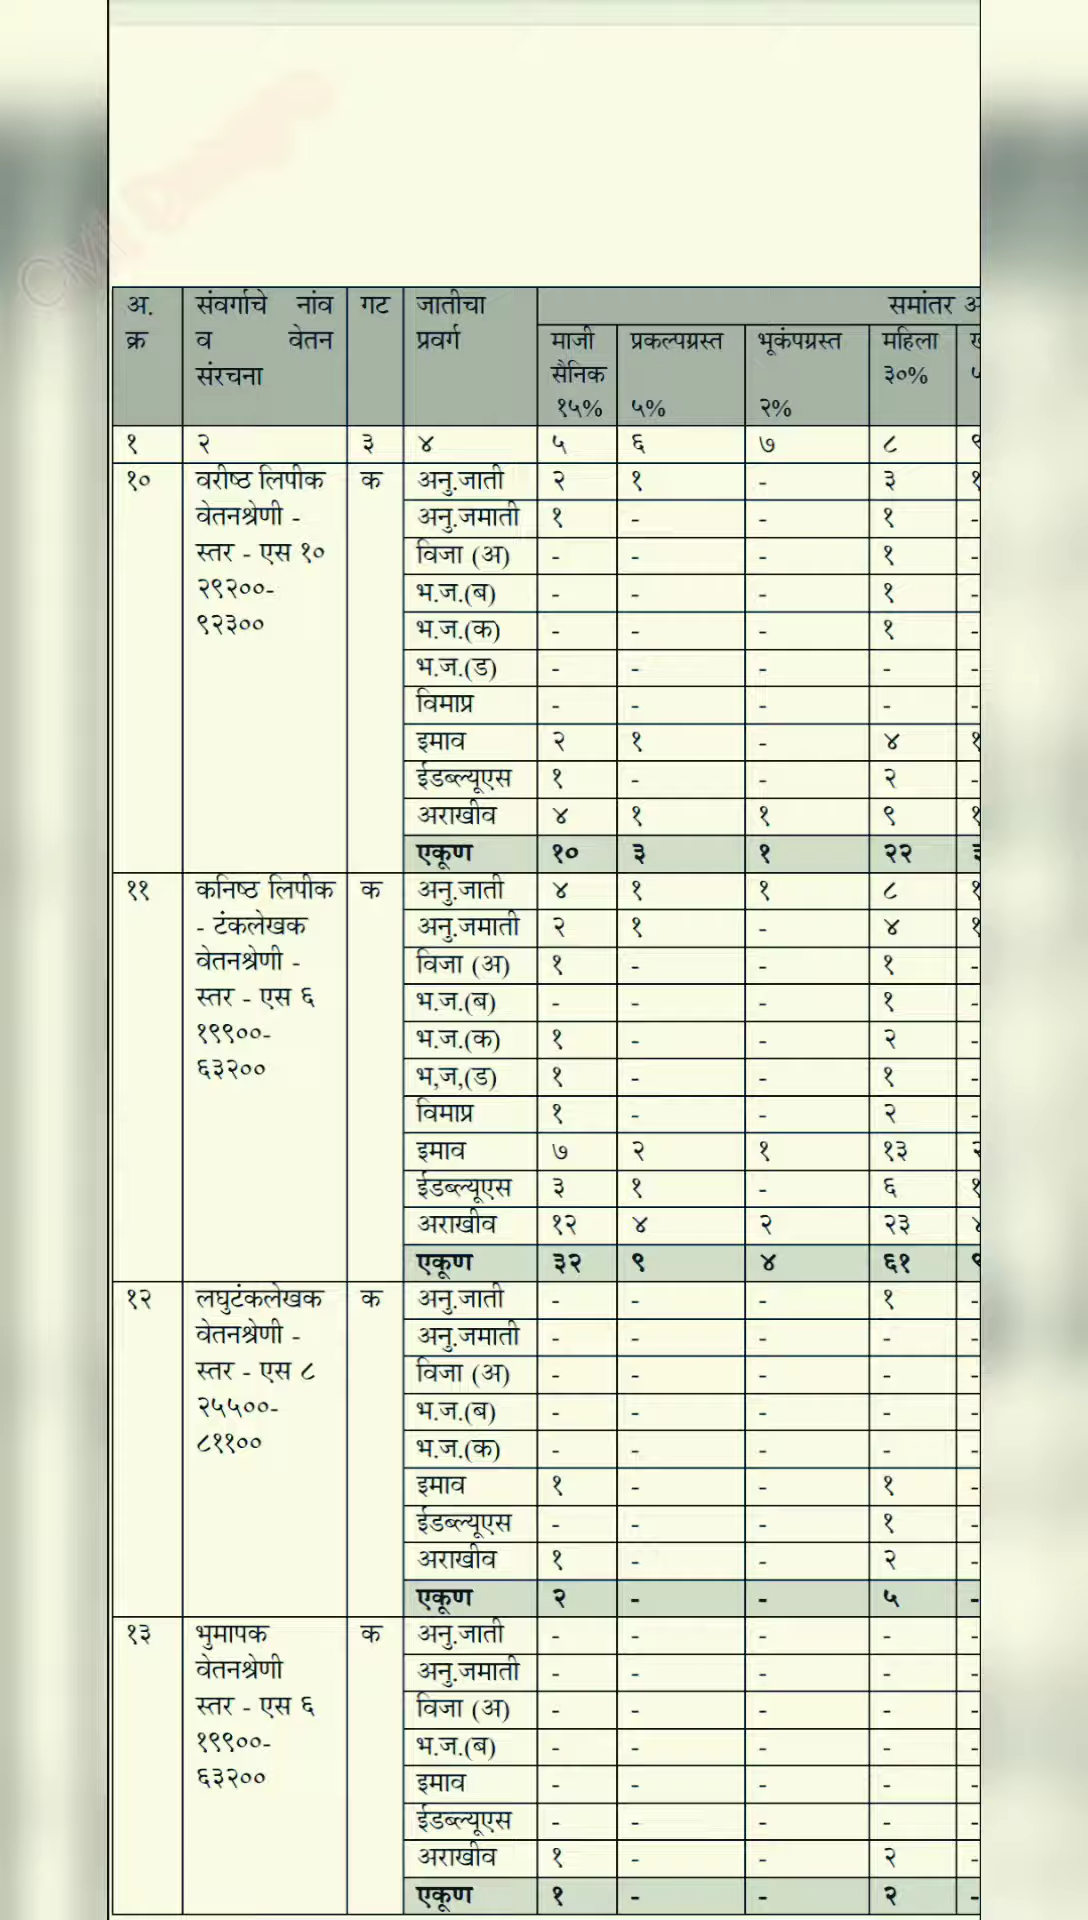 अ. संवर्गाचे नांव गट जातीचा समांतर
क्र व वेतन प्रवर्ग माजी प्रकल्पग्रस्त भूकंपग्रस्त महिला
संरचना सैनिक ३०%
१५% ५% २%
१ २ ३ ४ ५ ६ ७ ८
१० वरीष्ठ लिपीक क अनु.जाती २ १ - ३
वेतनश्रेणी - अनु.जमाती १ - - १ -
स्तर - एस १० विजा (अ) - - - १ -
२९२००- भ.ज.(ब) - - - १ -
९२३०० भ.ज.(क) - - - १ -
भ.ज.(ड) - - - - -
विमाप्र - - - - -
इमाव २ १ - ४
ईडब्ल्यूएस १ - - २ -
अराखीव ४ १ १ ९
एकूण १० ३ १ २२
११ कनिष्ठ लिपीक क अनु.जाती ४ १ १ ८
- टंकलेखक अनु.जमाती २ १ - ४
वेतनश्रेणी - विजा (अ) १ - - १ -
स्तर - एस ६ भ.ज.(ब) - - - १ -
१९९००- भ.ज.(क) १ - - २ -
६३२०० भ,ज,(ड) १ - - १ -
विमाप्र १ - - २ -
इमाव ७ २ १ १३
ईडब्ल्यूएस ३ १ - ६
अराखीव १२ ४ २ २३
एकूण ३२ ९ ४ ६१
१२ लघुटंकलेखक क अनु.जाती - - - १ -
वेतनश्रेणी - अनु.जमाती - - - - -
स्तर - एस ८ विजा (अ) - - - - -
२५५००- भ.ज.(ब) - - - - -
८११०० भ.ज.(क) - - - - -
इमाव १ - - १ -
ईडब्ल्यूएस - - - १ -
अराखीव १ - - २ -
एकूण २ - - ५ -
१३ भुमापक क अनु.जाती - - - - -
वेतनश्रेणी अनु.जमाती - - - - -
स्तर - एस ६ विजा (अ) - - - - -
१९९००- भ.ज.(ब) - - - - -
६३२०० इमाव - - - - -
ईडब्ल्यूएस - - - - -
अराखीव १ - - २ -
एकूण १ - - २ -